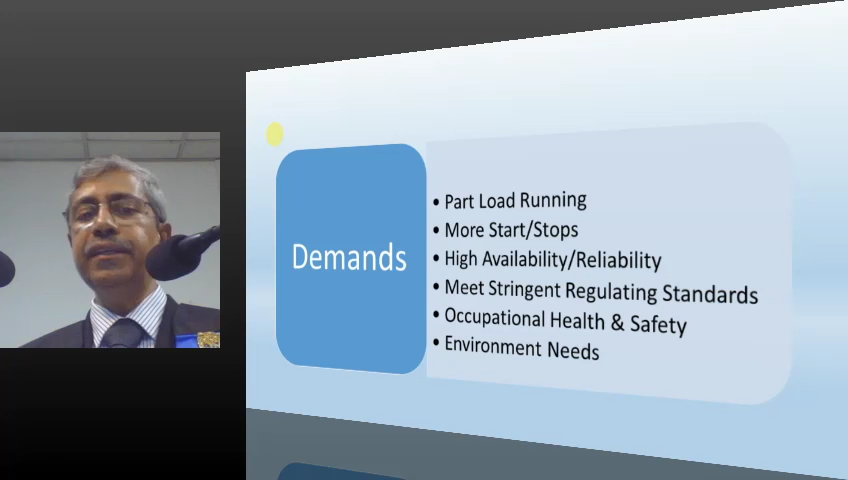 Demands
• Part Load Running
• More Start/Stops
• High Availability/Reliability
• Meet Stringent Regulating Standards
• Occupational Health & Safety
• Environment Needs